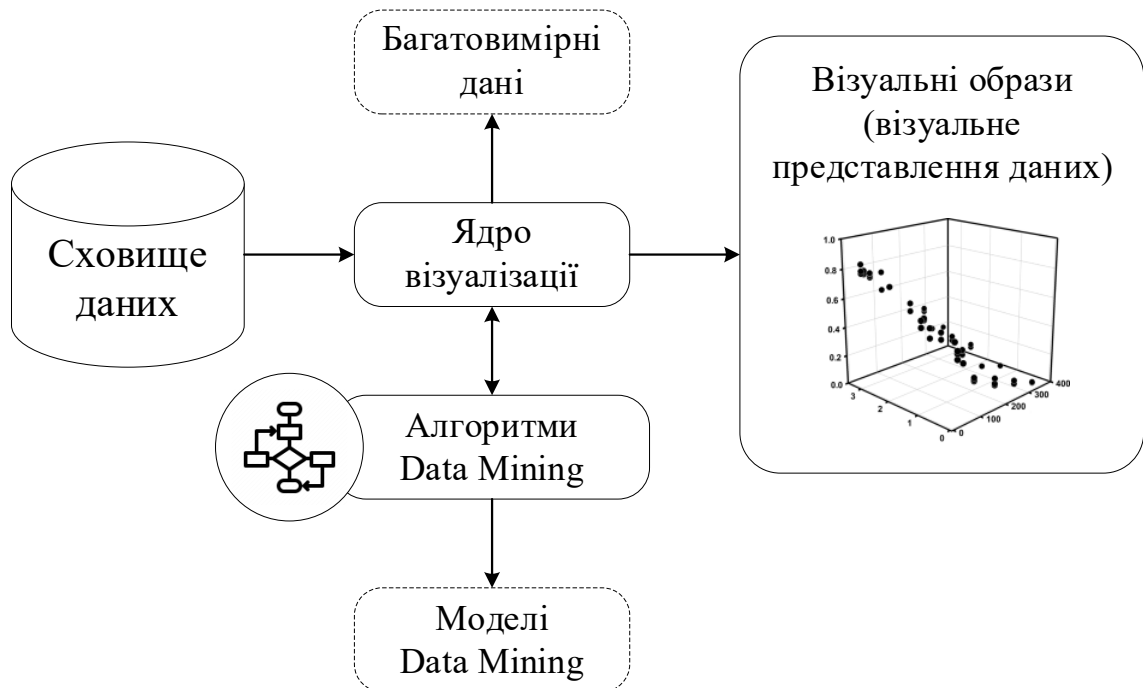 Багатовимірні
дані
Візуальні образи
(візуальне
представлення даних)
Сховище
даних
Ядро
візуалізації
1.0
0.8
0.6
0.4
0.2
0.0
3
2
1
0
0
100
200
300
400
Алгоритми
Data Mining
Моделі
Data Mining